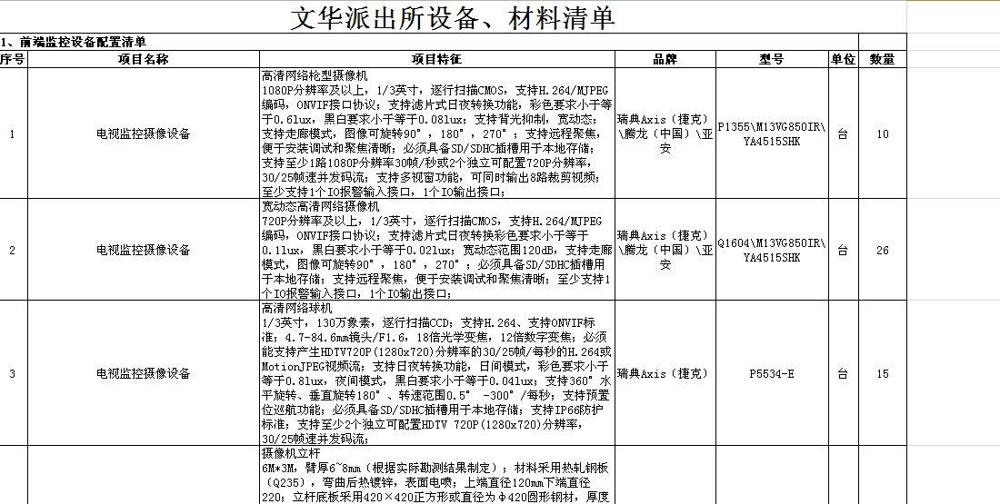 文华派出所设备、材料清单
1、前端监控设备配置清单
序号 项目名称 项目特征 品牌 型号 单位 数量
高清网络枪型摄像机
1080P分辨率及以上，1/3英寸，逐行扫描CMOS，支持H.264/MJPEG
编码，ONVIF接口协议；支持滤片式日夜转换功能，彩色要求小于等
于0.6lux，黑白要求小于等于0.08lux；支持背光抑制，宽动态；
支持走廊模式，图像可旋转90°，180°，270°；支持远程聚焦，
便于安装调试和聚焦清晰；必须具备SD/SDHC插槽用于本地存储；
支持至少1路1080P分辨率30帧/秒或2个独立可配置720P分辨率，
30/25帧速并发码流；支持多视窗功能，可同时输出8路裁剪视频；
至少支持1个IO报警输入接口，1个IO输出接口；
1 电视监控摄像设备
瑞典Axis（捷克）
\腾龙（中国）\亚
安
P1355\M13VG850IR\
YA4515SHK
台 10
宽动态高清网络摄像机
720P分辨率及以上，1/3英寸，逐行扫描CMOS，支持H.264/MJPEG
编码，ONVIF接口协议；支持滤片式日夜转换彩色要求小于等于
0.1lux，黑白要求小于等于0.02lux；宽动态范围120dB，支持走廊
模式，图像可旋转90°，180°，270°；必须具备SD/SDHC插槽用
于本地存储；支持远程聚焦，便于安装调试和聚焦清晰；至少支持1
个IO报警输入接口，1个IO输出接口；
2 电视监控摄像设备
瑞典Axis（捷克）
\腾龙（中国）\亚
安
Q1604\M13VG850IR\
YA4515SHK
台 26
高清网络球机
1/3英寸，130万象素，逐行扫描CCD；支持H.264、支持ONVIF标
准；4.7-84.6mm镜头/F1.6，18倍光学变焦，12倍数字变焦；必须
能支持产生HDTV720P(1280x720)分辨率的30/25帧/每秒的H.264或
MotionJPEG视频流；支持日夜转换功能，日间模式，彩色要求小于
等于0.8lux，夜间模式，黑白要求小于等于0.04lux；支持360°水
平旋转、垂直旋转180°、转速范围0.5° -300°/每秒；支持预置
位巡航功能；必须具备SD/SDHC插槽用于本地存储；支持IP66防护
标准；支持至少2个独立可配置HDTV 720P(1280x720)分辨率，
30/25帧速并发码流；
3 电视监控摄像设备
瑞典Axis（捷克）
P5534-E
台 15
摄像机立杆
6M*3M，臂厚6~8mm（根据实际勘测结果制定）；材料采用热轧钢板
（Q235），弯曲后热镀锌，表面电喷；上端直径120mm下端直径
220；立杆底板采用420×420正方形或直径为Φ420圆形钢材，厚度